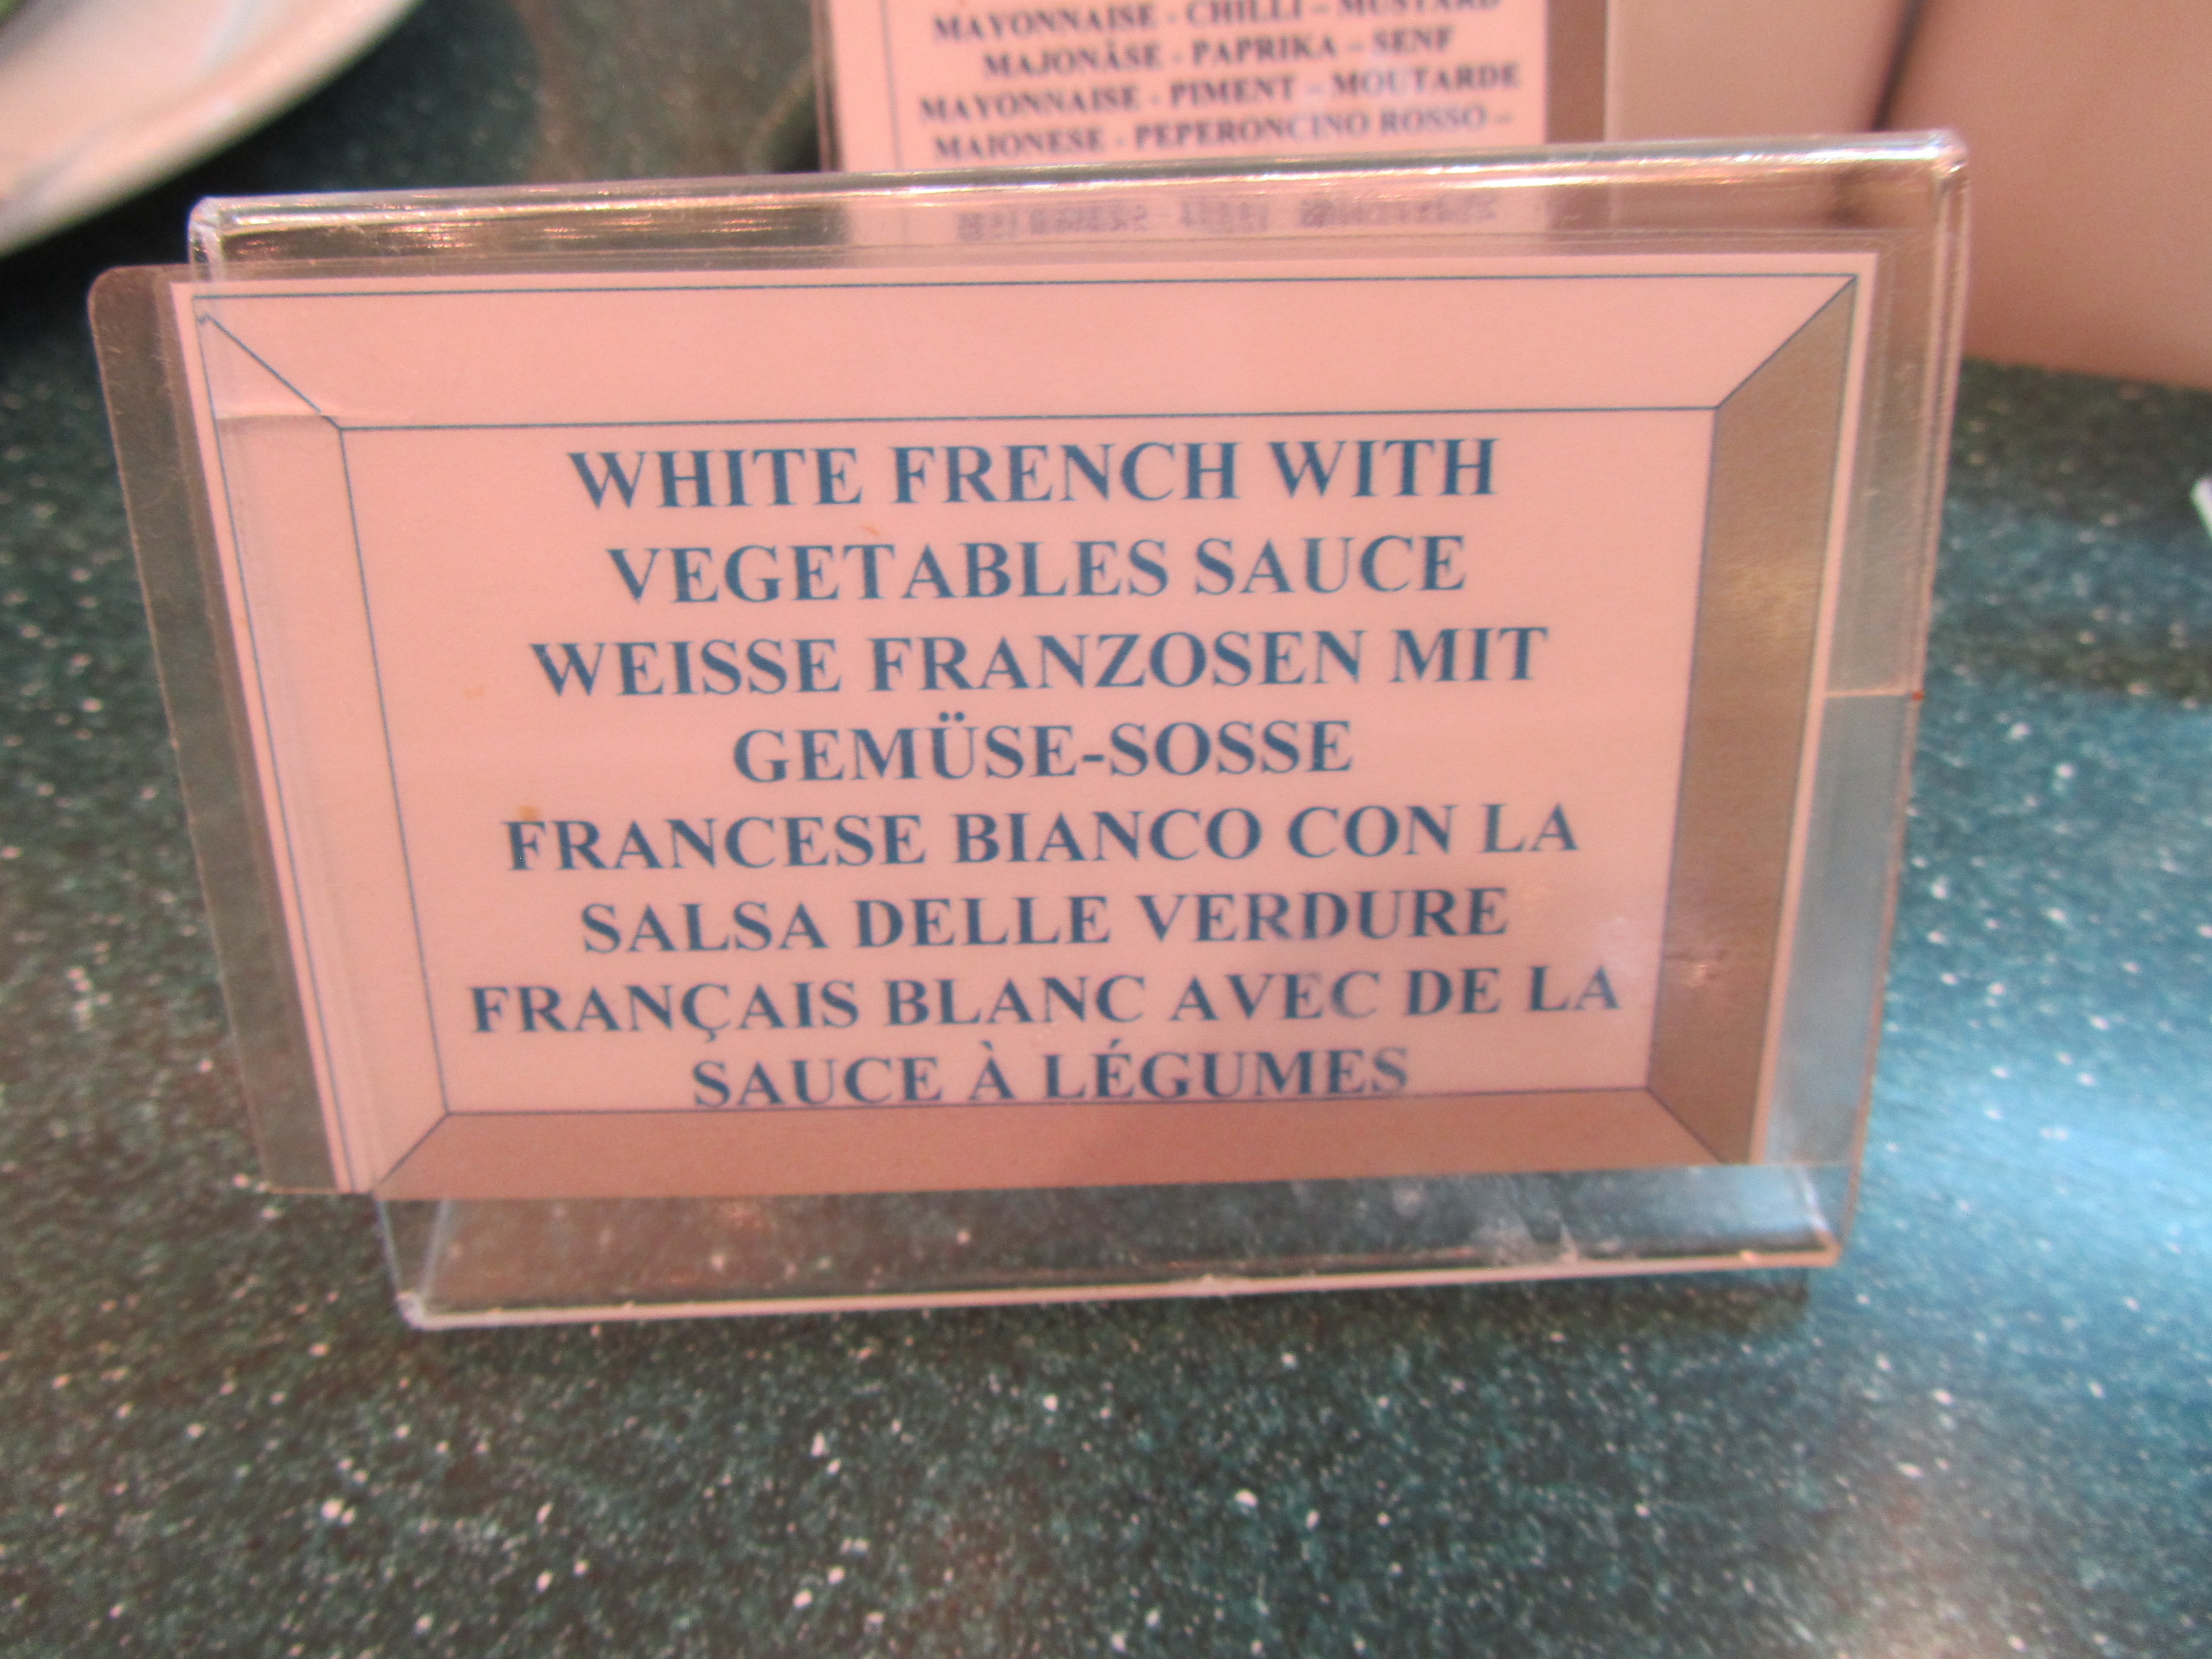 MAYONNAISE - CHILLI – MUSTARD
MAJONÄSE - PAPRIKA – SENF
MAYONNAISE - PIMENT – MOUTARDE
MAIONESE - PEPERONCINO ROSSO –
WHITE FRENCH WITH
VEGETABLES SAUCE
WEISSE FRANZOSEN MIT
GEMÜSE-SOSSE
FRANCESE BIANCO CON LA
SALSA DELLE VERDURE
FRANÇAIS BLANC AVEC DE LA
SAUCE À LÉGUMES